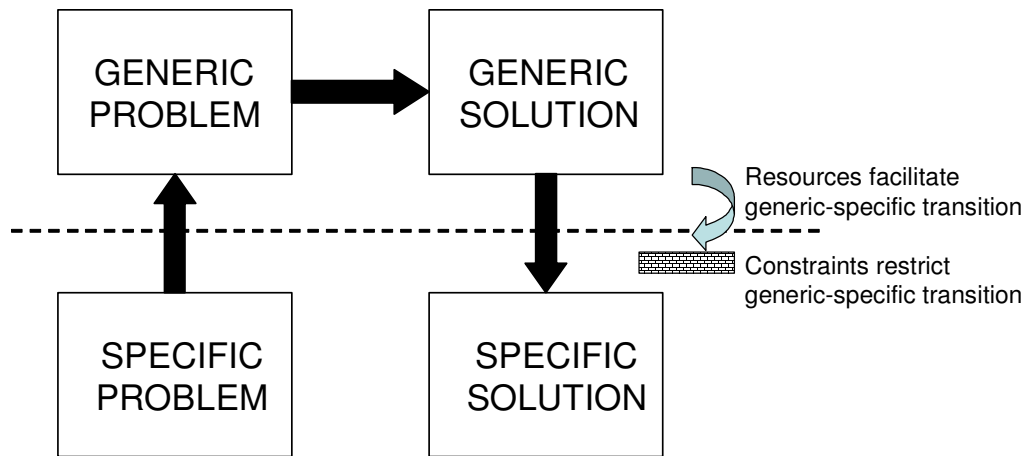 GENERIC
PROBLEM
GENERIC
SOLUTION
Resources facilitate
generic-specific transition
Constraints restrict
generic-specific transition
SPECIFIC
PROBLEM
SPECIFIC
SOLUTION